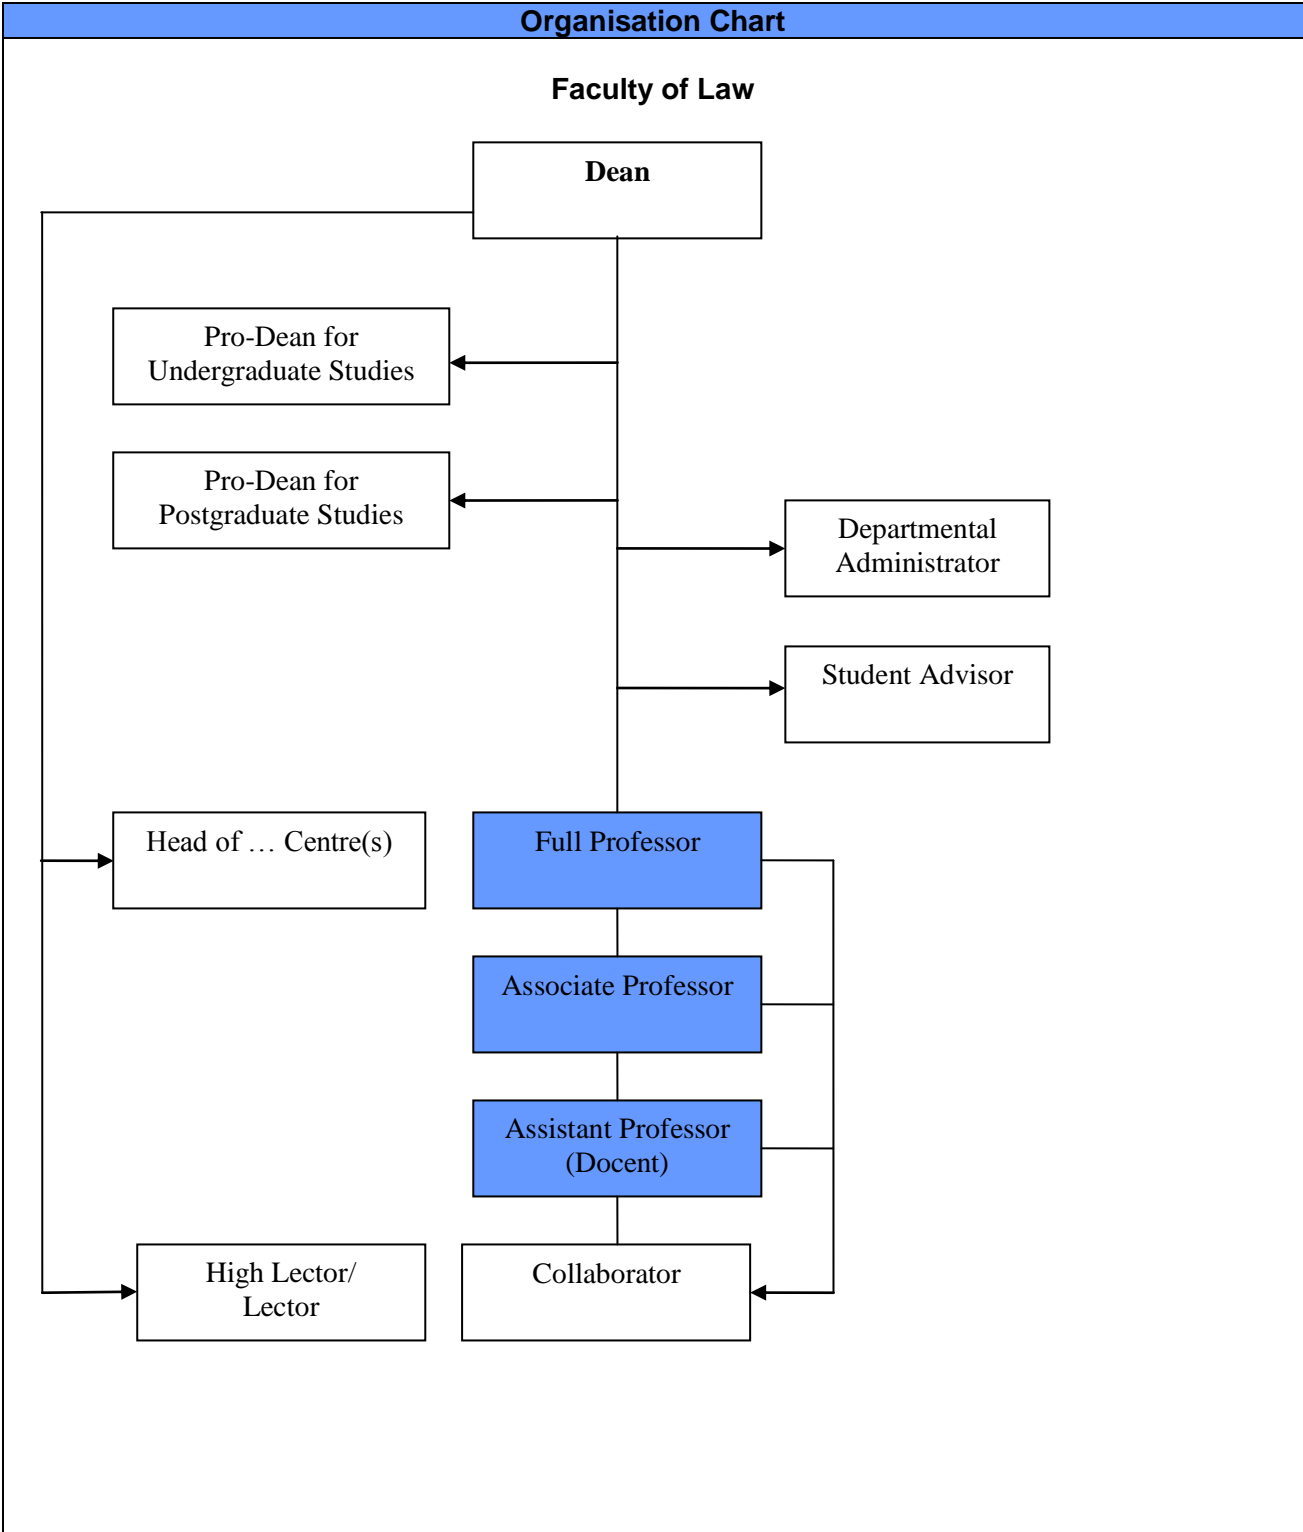 Organisation Chart
Faculty of Law
Dean
Pro-Dean for
Undergraduate Studies
Pro-Dean for
Postgraduate Studies
Departmental
Administrator
Student Advisor
Head of … Centre(s)
Full Professor
Associate Professor
Assistant Professor
(Docent)
High Lector/
Lector
Collaborator